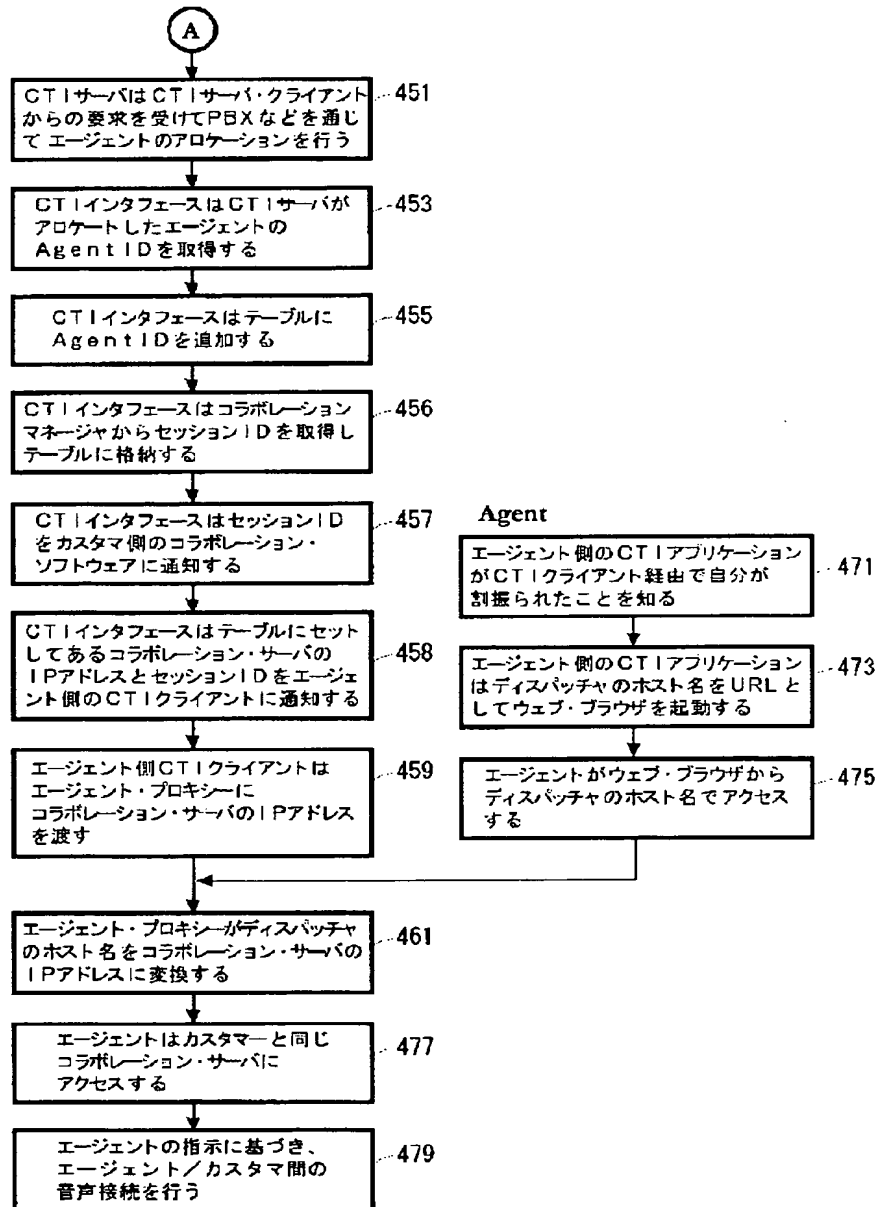 A
CTIサーバはCTIサーバ・クライアント
からの要求を受けてPBXなどを通じ
て エージェントのアロケーションを行う
451
CTIインタフェースはCTIサーバが
アロケートしたエージェントの
AgentIDを取得する
453
CTIインタフェースはテーブルに
AgentIDを追加する
455
CTIインタフェースはコラボレーション
マネージャからセッションIDを取得し
テーブルに格納する
456
CTIインタフェースはセッションID
をカスタマ側のコラボレーション・
ソフトウェアに通知する
457
CTIインタフェースはテーブルにセット
してあるコラボレーション・サーバの
IPアドレスとセッションIDをエージェ
ント側のCTIクライアントに通知する
458
エージェント側CTIクライアントは
エージェント・プロキシーに
コラボレーション・サーバのIPアドレス
を渡す
459
Agent
エージェント側のCTIアプリケーション
がCTIクライアント経由で自分が
割振られたことを知る
471
エージェント側のCTIアプリケーション
はディスパッチャのホスト名をURLと
してウェブ・ブラウザを起動する
473
エージェントがウェブ・ブラウザから
ディスパッチャのホスト名でアクセス
する
475
エージェント・プロキシーがディスパッチャ
のホスト名をコラボレーション・サーバの
IPアドレスに変換する
461
エージェントはカスタマーと同じ
コラボレーション・サーバに
アクセスする
477
エージェントの指示に基づき、
エージェント／カスタマ間の
音声接続を行う
479